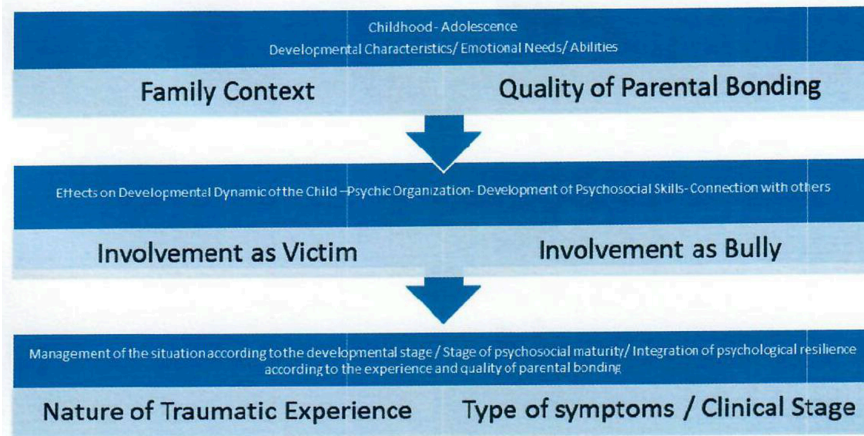 Childhood - Adolescence
Developmental Characteristics/ Emotional Needs/ Abilities
Family Context
Quality of Parental Bonding
Effects on Developmental Dynamic of the Child –Psychic Organization- Development of Psychosocial Skills- Connection with others
Involvement as Victim
Involvement as Bully
Management of the situation according to the developmental stage / Stage of psychosocial maturity/ Integration of psychological resilience
according to the experience and quality of parental bonding
Nature of Traumatic Experience
Type of symptoms / Clinical Stage